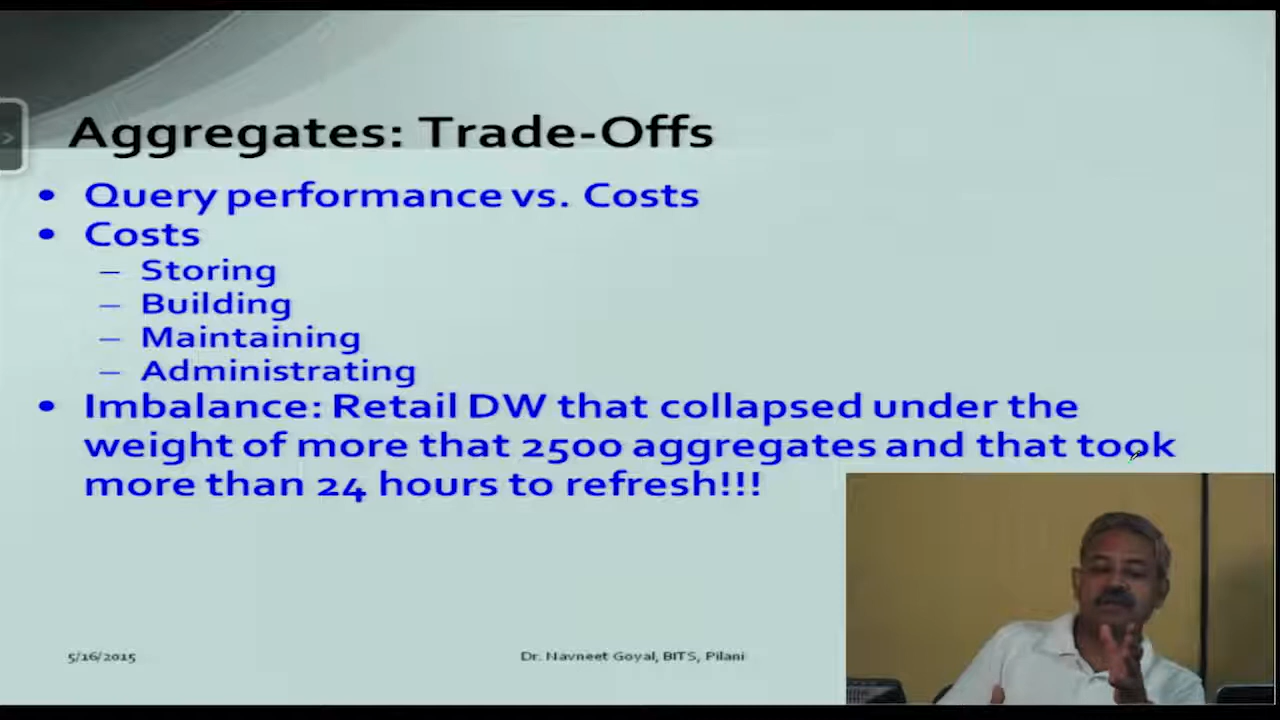 Aggregates: Trade-Offs
• Query performance vs. Costs
• Costs
– Storing
– Building
– Maintaining
– Administrating
• Imbalance: Retail DW that collapsed under the
weight of more that 2500 aggregates and that took
more than 24 hours to refresh!!!
5/16/2015
Dr. Navneet Goyal, BITS, Pilani